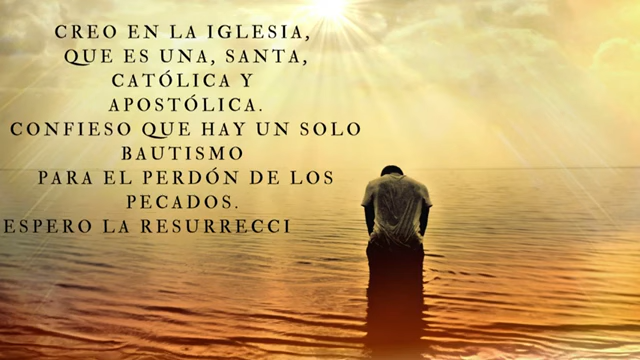 CREO EN LA IGLESIA,
QUE ES UNA, SANTA,
CATÓLICA Y
APOSTÓLICA.
CONFIESO QUE HAY UN SOLO
BAUTISMO
PARA EL PERDÓN DE LOS
PECADOS.
ESPERO LA RESURRECCI